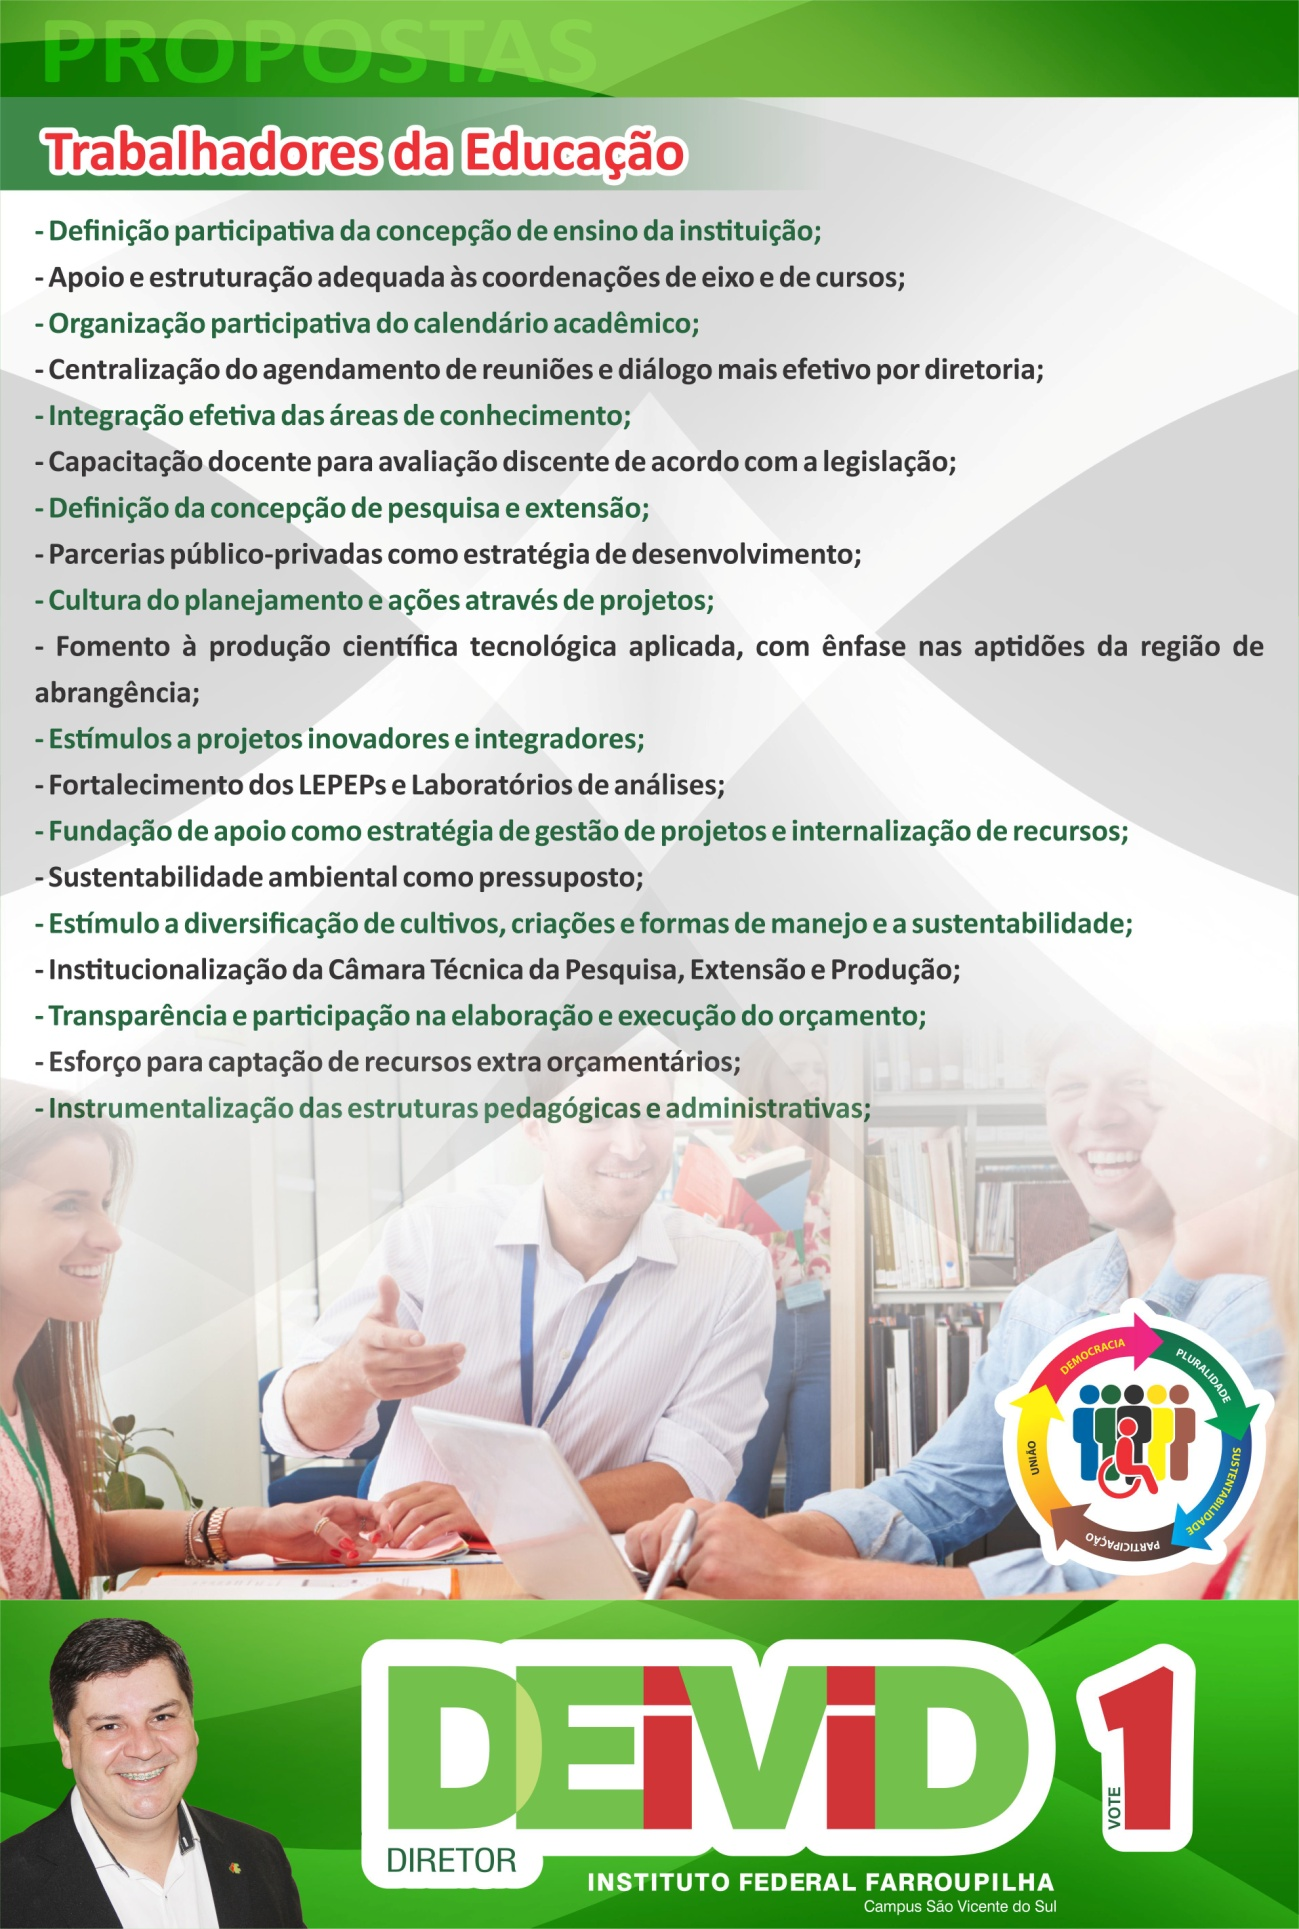 PROPOSTAS
Trabalhadores da Educação
- Definição participativa da concepção de ensino da instituição;
- Apoio e estruturação adequada às coordenações de eixo e de cursos;
- Organização participativa do calendário acadêmico;
- Centralização do agendamento de reuniões e diálogo mais efetivo por diretoria;
- Integração efetiva das áreas de conhecimento;
- Capacitação docente para avaliação discente de acordo com a legislação;
- Definição da concepção de pesquisa e extensão;
- Parcerias público-privadas como estratégia de desenvolvimento;
- Cultura do planejamento e ações através de projetos;
- Fomento à produção científica tecnológica aplicada, com ênfase nas aptidões da região de
abrangência;
- Estímulos a projetos inovadores e integradores;
- Fortalecimento dos LEPEPs e Laboratórios de análises;
- Fundação de apoio como estratégia de gestão de projetos e internalização de recursos;
- Sustentabilidade ambiental como pressuposto;
- Estímulo a diversificação de cultivos, criações e formas de manejo e a sustentabilidade;
- Institucionalização da Câmara Técnica da Pesquisa, Extensão e Produção;
- Transparência e participação na elaboração e execução do orçamento;
- Esforço para captação de recursos extra orçamentários;
- Instrumentalização das estruturas pedagógicas e administrativas;
DEMOCRACIA
PLURALIDADE
SUSTENTABILIDADE
PARTICIPAÇÃO
UNIÃO
DEiViD
VOTE 1
DIRETOR
INSTITUTO FEDERAL FARROUPILHA
Campus São Vicente do Sul